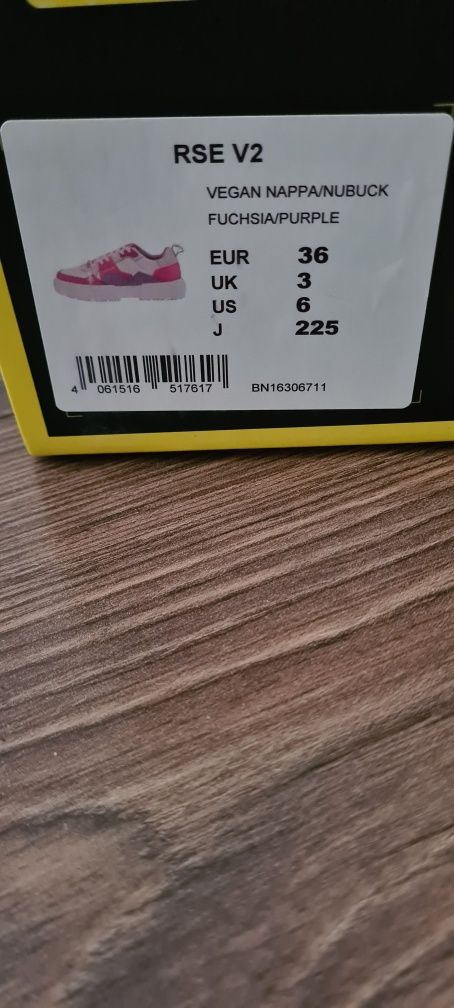 RSE V2
VEGAN NAPPA/NUBUCK
FUCHSIA/PURPLE
EUR 36
UK 3
US 6
J 225
4 061516 517617 BN16306711